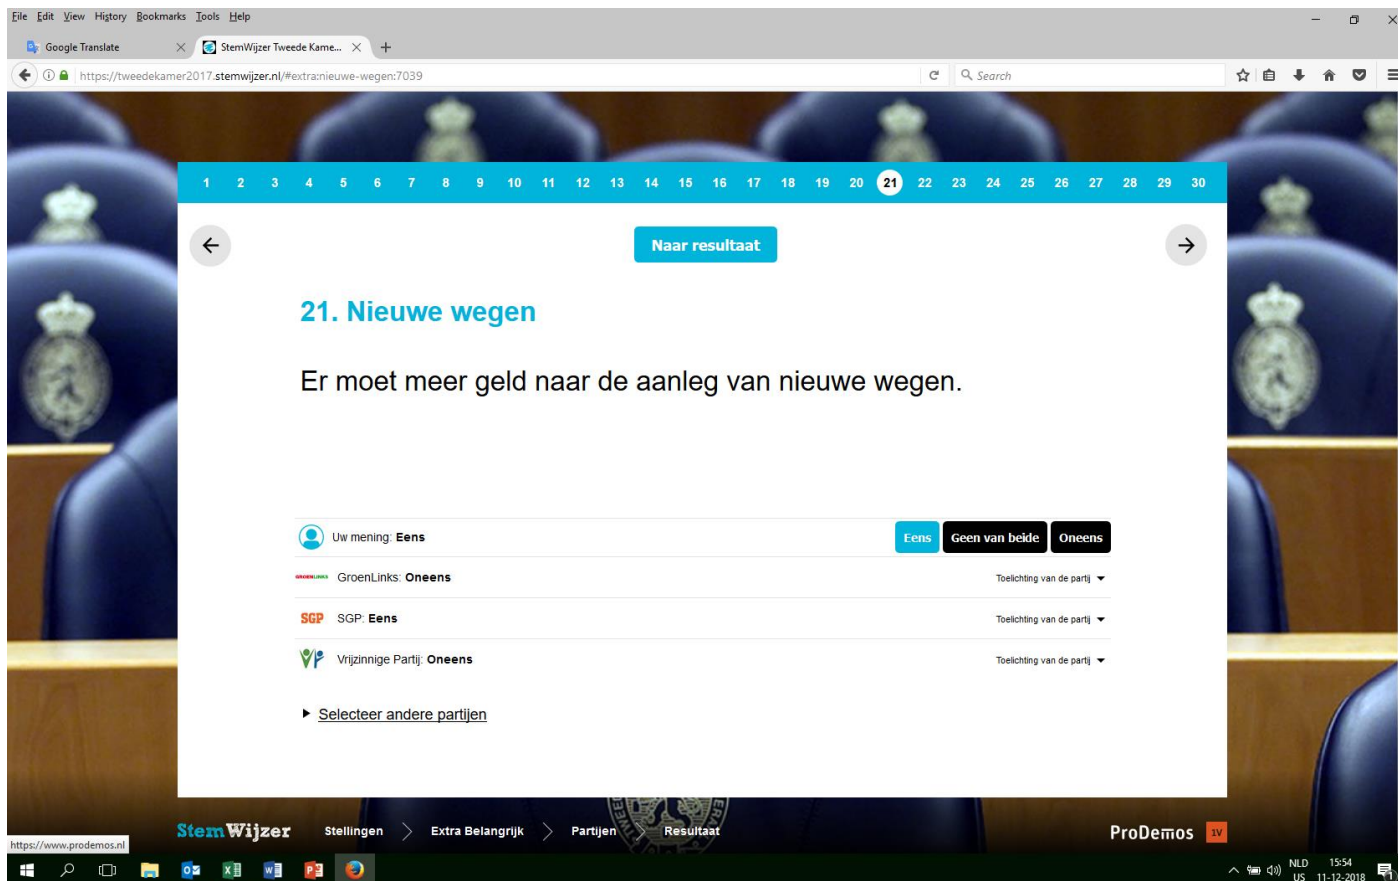 File Edit View History Bookmarks Tools Help
Google Translate StemWijzer Tweede Kame...
https://tweedekamer2017.stemwijzer.nl/#extra:nieuwe-wegen:7039 Search
1 2 3 4 5 6 7 8 9 10 11 12 13 14 15 16 17 18 19 20 21 22 23 24 25 26 27 28 29 30
Naar resultaat
21. Nieuwe wegen
Er moet meer geld naar de aanleg van nieuwe wegen.
Uw mening: Eens Eens Geen van beide Oneens
GROENLINKS GroenLinks: Oneens Toelichting van de partij
SGP SGP: Eens Toelichting van de partij
VP Vrijzinnige Partij: Oneens Toelichting van de partij
Selecteer andere partijen
StemWijzer Stellingen Extra Belangrijk Partijen Resultaat ProDemos 1V
https://www.prodemos.nl
NLD 15:54
US 11-12-2018